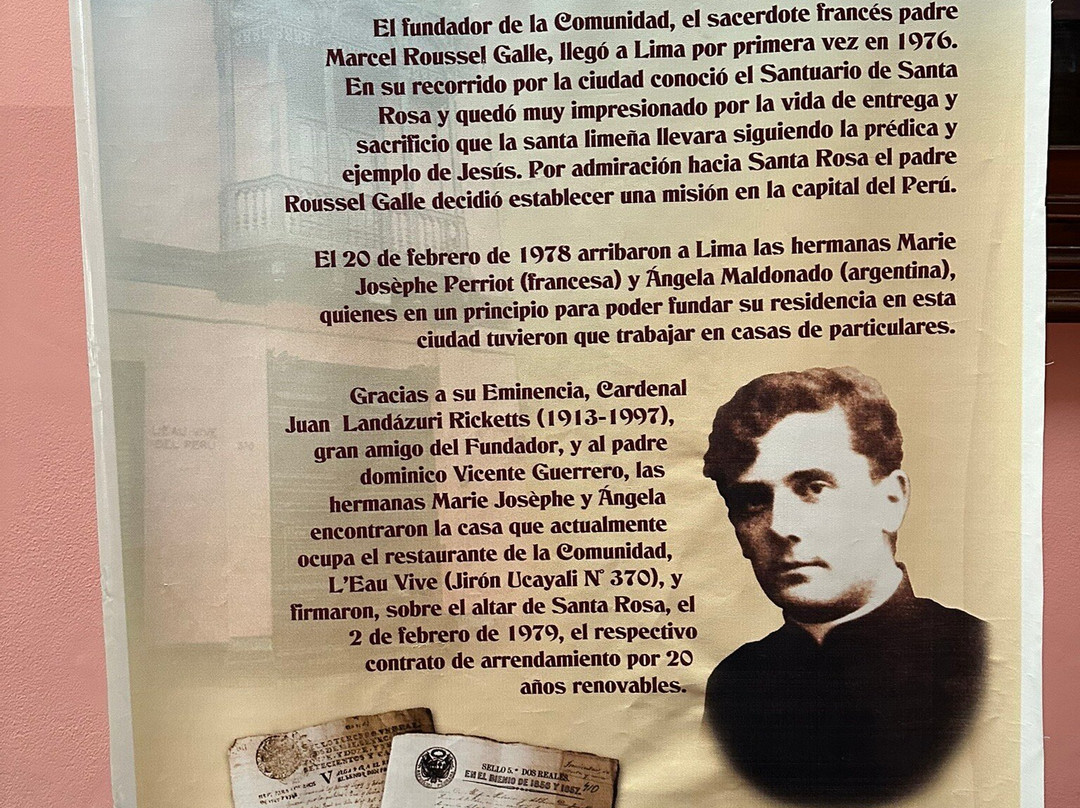 El fundador de la Comunidad, el sacerdote francés padre
Marcel Roussel Galle, llegó a Lima por primera vez en 1976.
En su recorrido por la ciudad conoció el Santuario de Santa
Rosa y quedó muy impresionado por la vida de entrega y
sacrificio que la santa limeña llevara siguiendo la prédica y
ejemplo de Jesús. Por admiración hacia Santa Rosa el padre
Roussel Galle decidió establecer una misión en la capital del Perú.
El 20 de febrero de 1978 arribaron a Lima las hermanas Marie
Josèphe Perriot (francesa) y Ángela Maldonado (argentina),
quienes en un principio para poder fundar su residencia en esta
ciudad tuvieron que trabajar en casas de particulares.
Gracias a su Eminencia, Cardenal
Juan Landázuri Ricketts (1913-1997),
gran amigo del Fundador, y al padre
dominico Vicente Guerrero, las
hermanas Marie Josèphe y Ángela
encontraron la casa que actualmente
ocupa el restaurante de la Comunidad,
L'Eau Vive (Jirón Ucayali N° 370), y
firmaron, sobre el altar de Santa Rosa, el
2 de febrero de 1979, el respectivo
contrato de arrendamiento por 20
años renovables.
L'EAU VIVE
DEL PERU 370
SELLO 5.° DOS REALES.
EN EL BIENIO DE 1856 Y 1857.